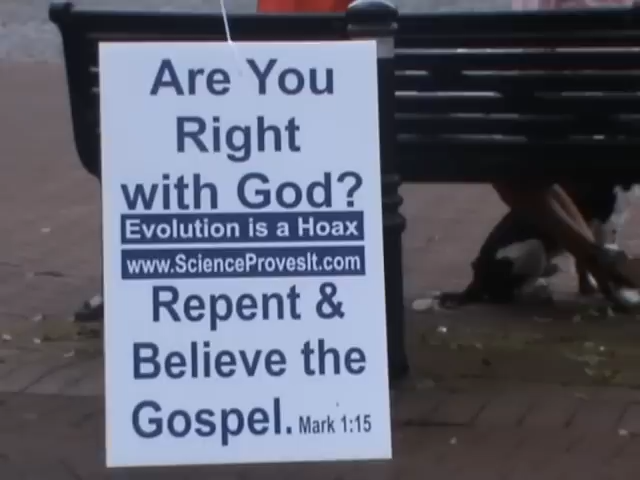 Are You
Right
with God?
Evolution is a Hoax
www.ScienceProvesIt.com
Repent &
Believe the
Gospel. Mark 1:15